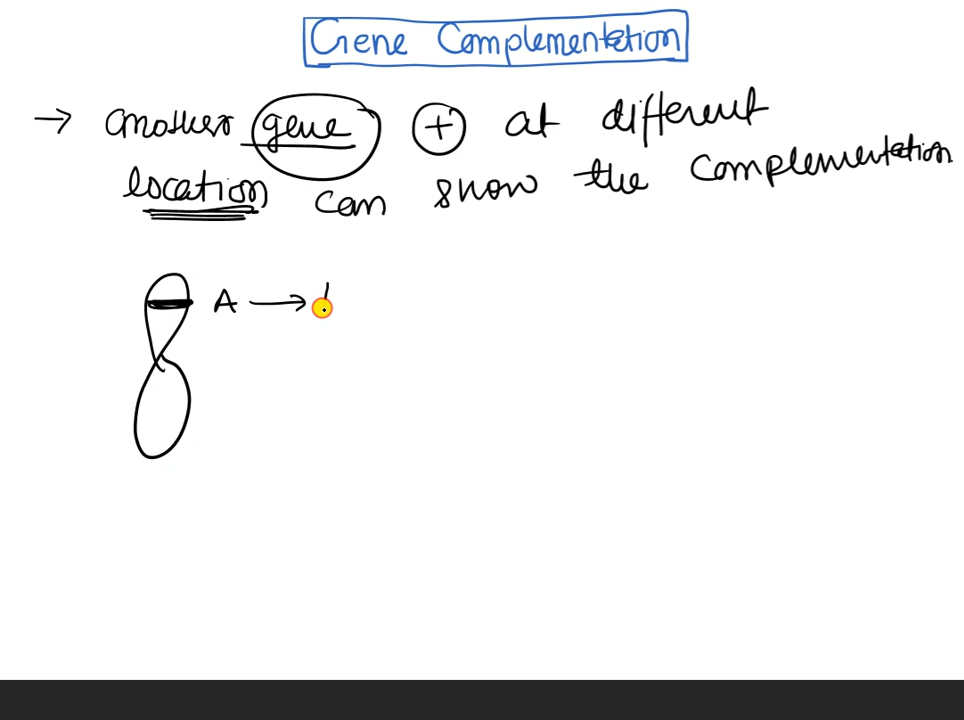 Gene Complementation
→ another gene ⊕ at different
location can show the complementation
A →